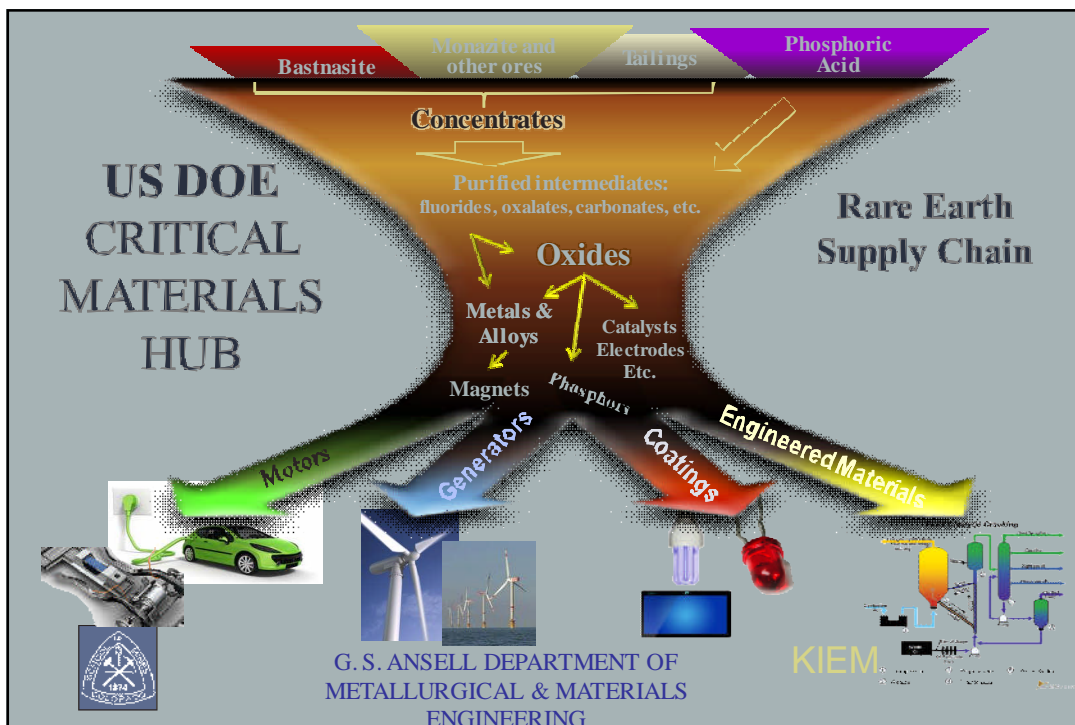 Bastnasite
Monazite and
other ores
Tailings
Phosphoric
Acid
Concentrates
US DOE
CRITICAL
MATERIALS
HUB
Purified intermediates:
fluorides, oxalates, carbonates, etc.
Rare Earth
Supply Chain
Oxides
Metals &
Alloys
Catalysts
Electrodes
Etc.
Magnets
Phosphors
Motors
Generators
Coatings
Engineered Materials
1874
KIEM
G. S. ANSELL DEPARTMENT OF
METALLURGICAL & MATERIALS
ENGINEERING